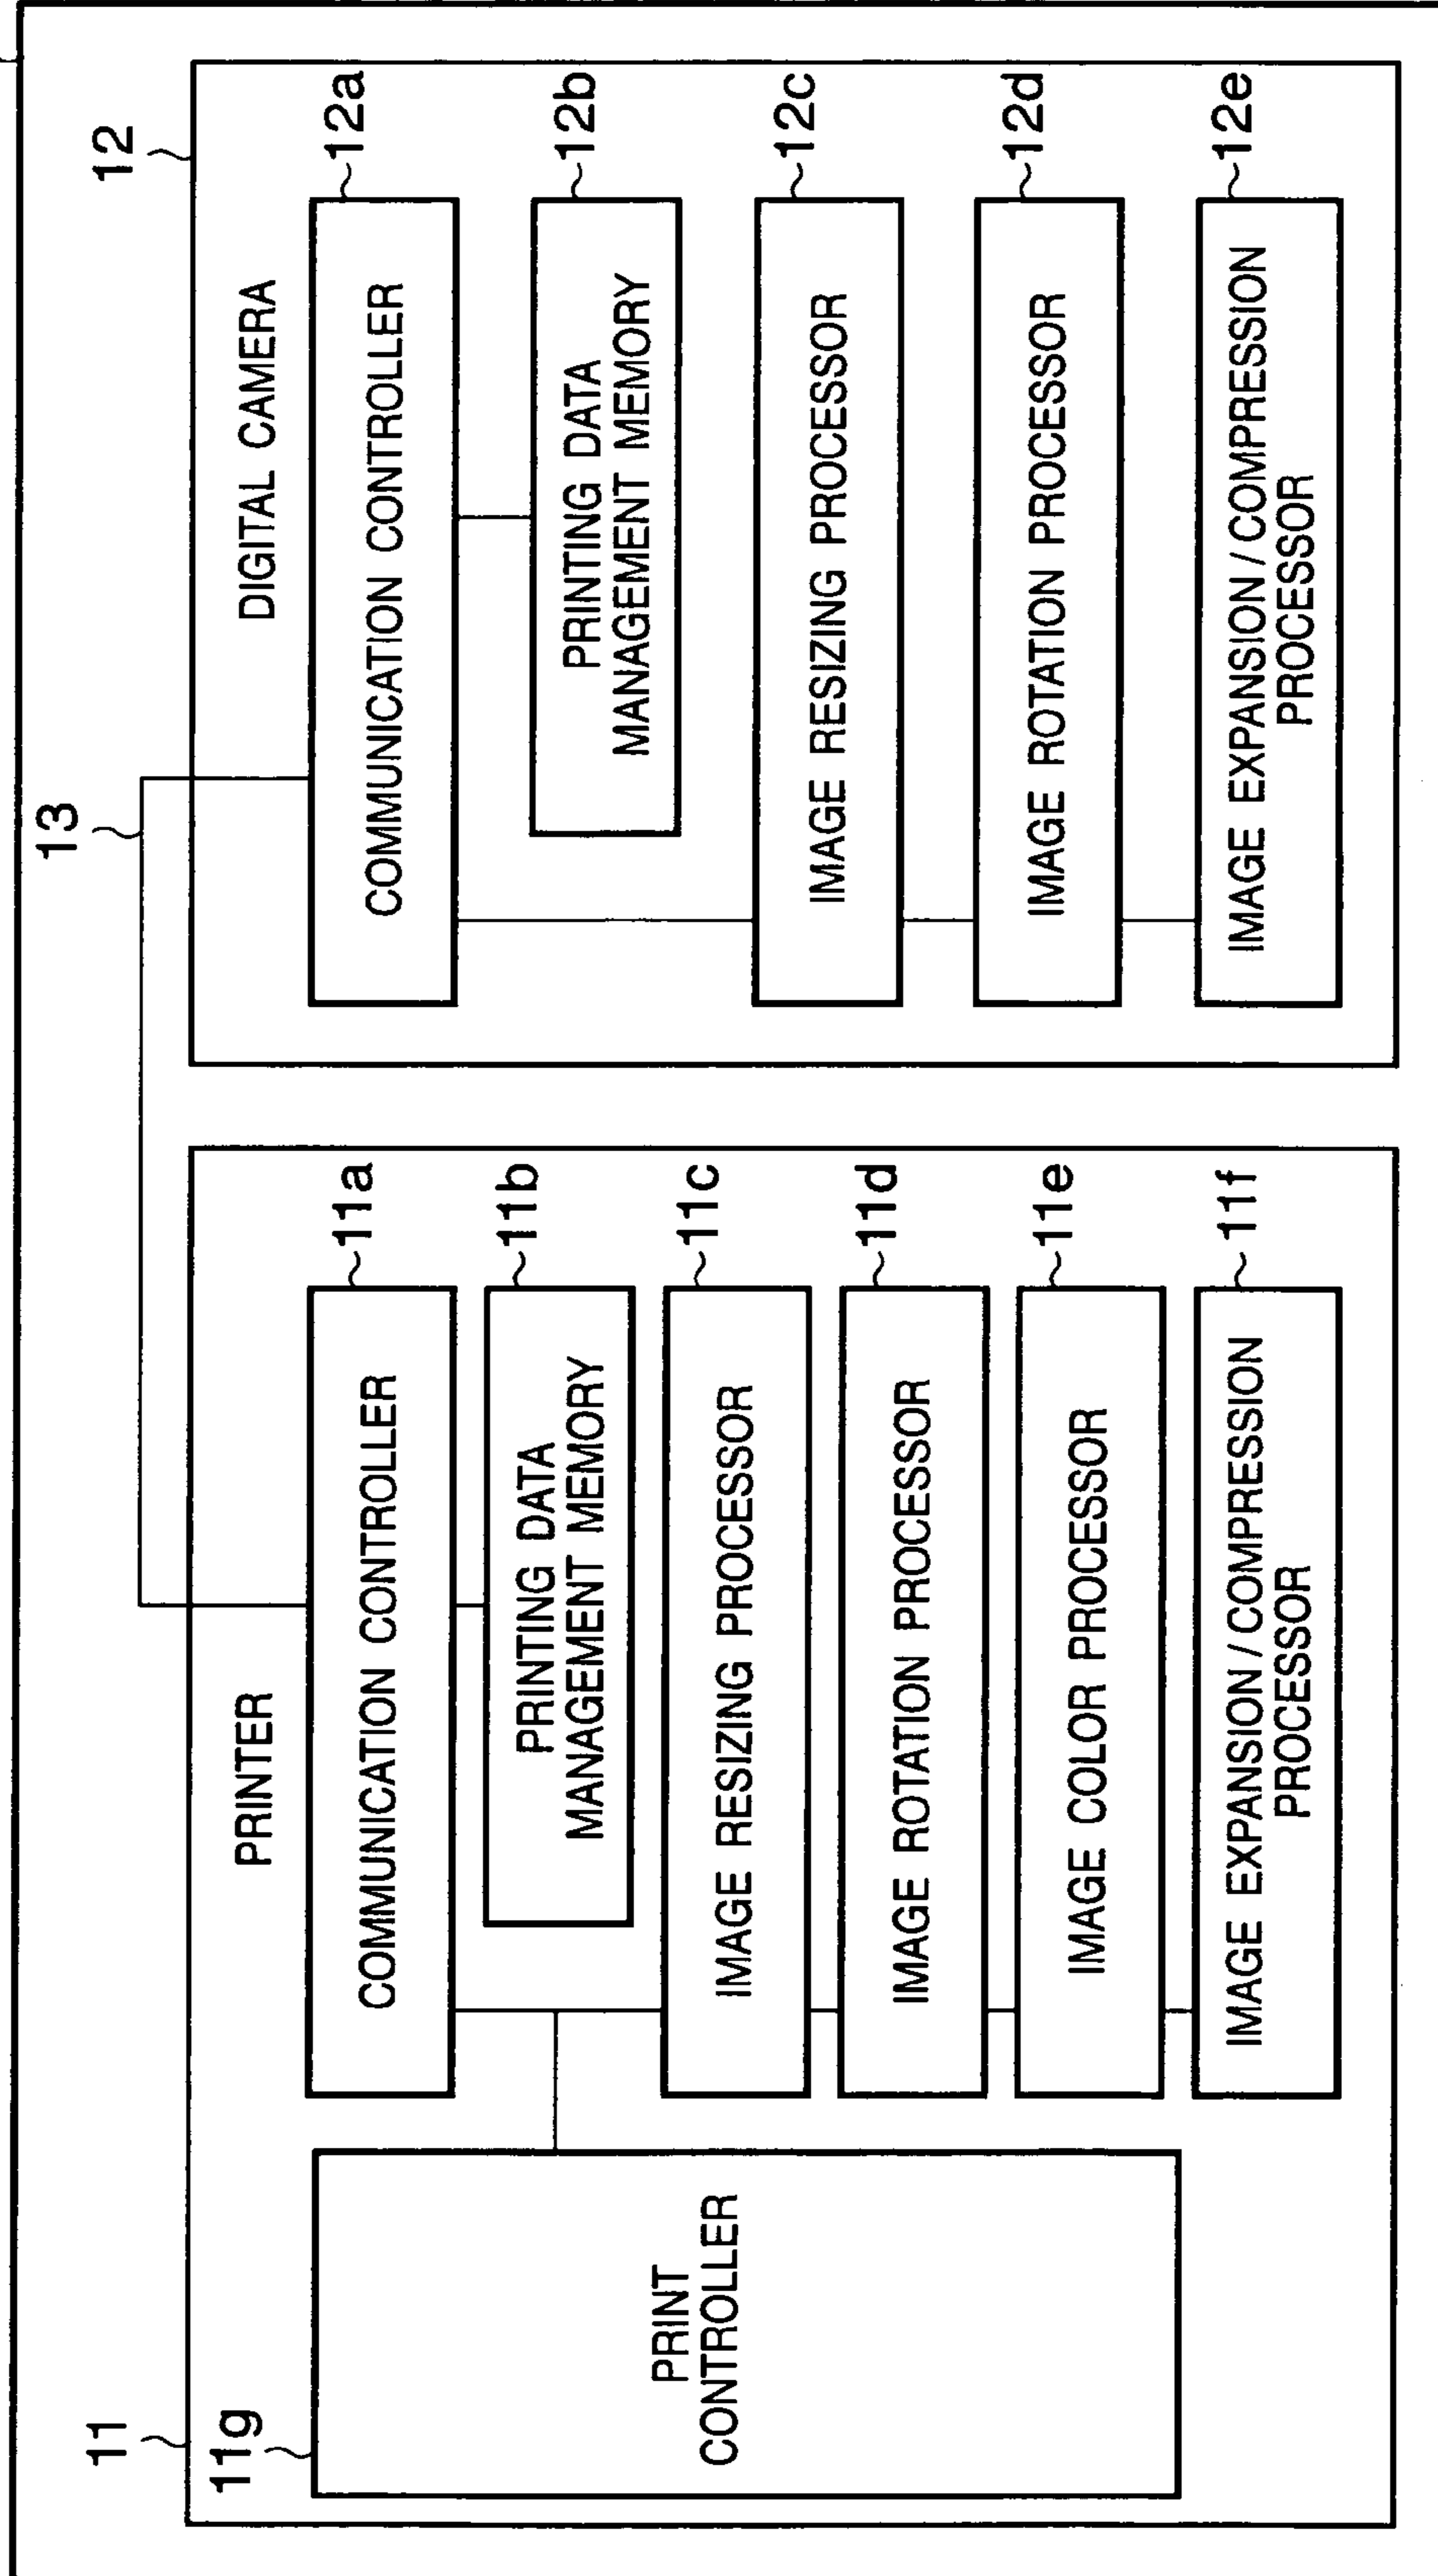 11
PRINTER
11g
PRINT
CONTROLLER
COMMUNICATION CONTROLLER
11a
PRINTING DATA
MANAGEMENT MEMORY
11b
IMAGE RESIZING PROCESSOR
11c
IMAGE ROTATION PROCESSOR
11d
IMAGE COLOR PROCESSOR
11e
IMAGE EXPANSION/COMPRESSION
PROCESSOR
11f
13
12
DIGITAL CAMERA
COMMUNICATION CONTROLLER
12a
PRINTING DATA
MANAGEMENT MEMORY
12b
IMAGE RESIZING PROCESSOR
12c
IMAGE ROTATION PROCESSOR
12d
IMAGE EXPANSION/COMPRESSION
PROCESSOR
12e